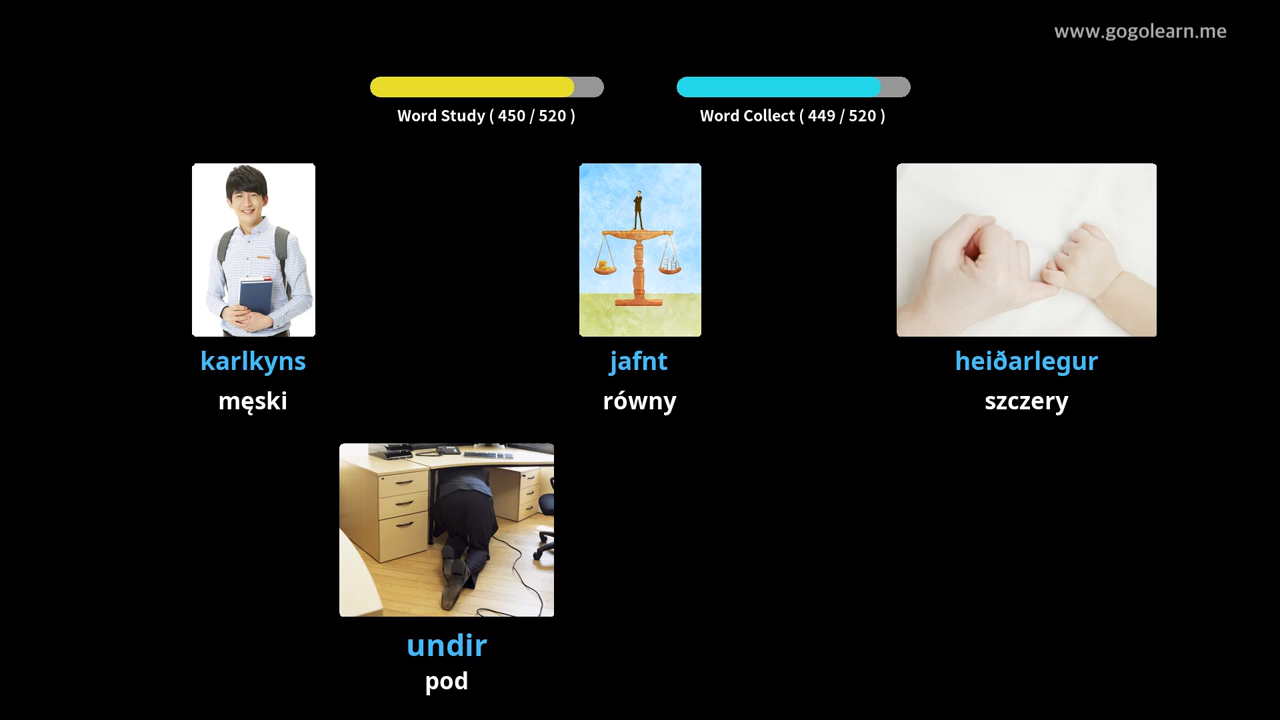 www.gogolearn.me
Word Study ( 450 / 520 )
Word Collect ( 449 / 520 )
karlkyns
męski
jafnt
równy
heiðarlegur
szczery
undir
pod